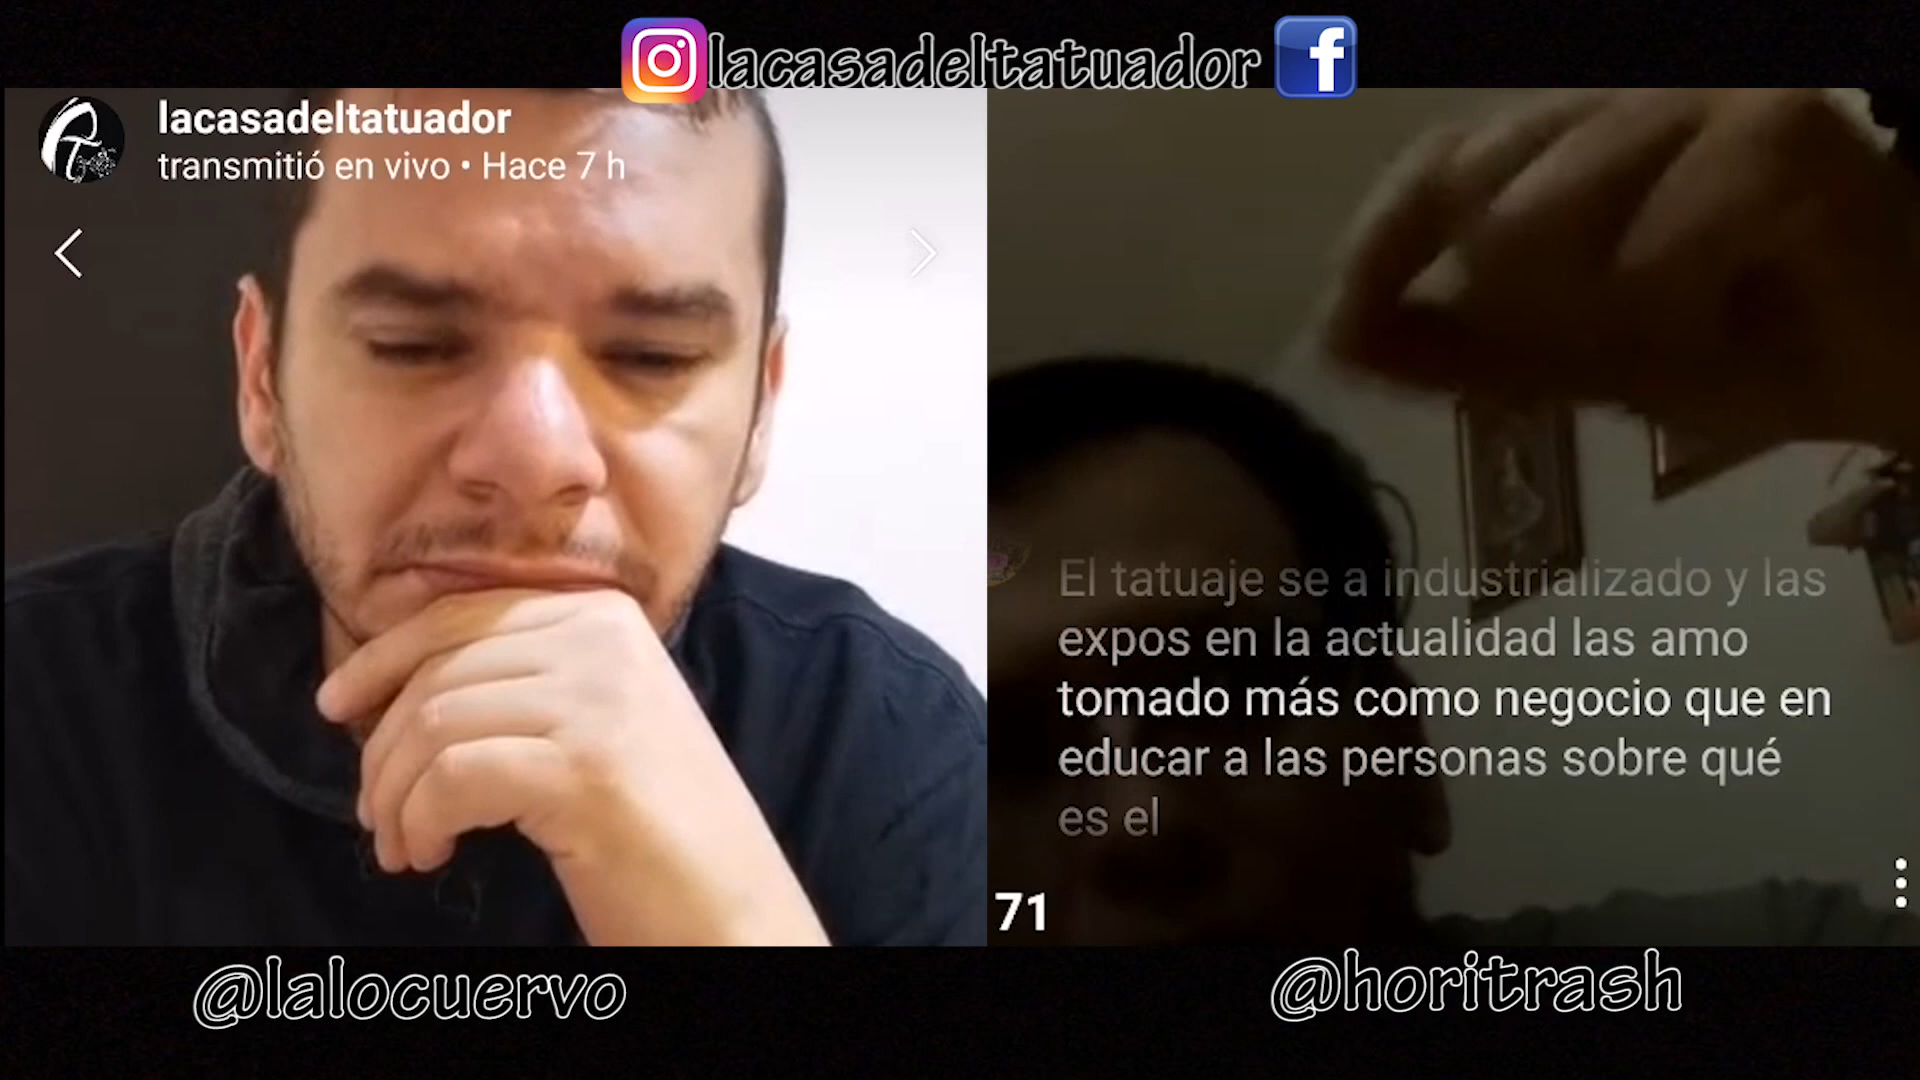 lacasadeltatuador
lacasadeltatuador
transmitió en vivo • Hace 7 h
El tatuaje se a industrializado y las
expos en la actualidad las amo
tomado más como negocio que en
educar a las personas sobre qué
es el
71
@lalocuervo
@horitrash